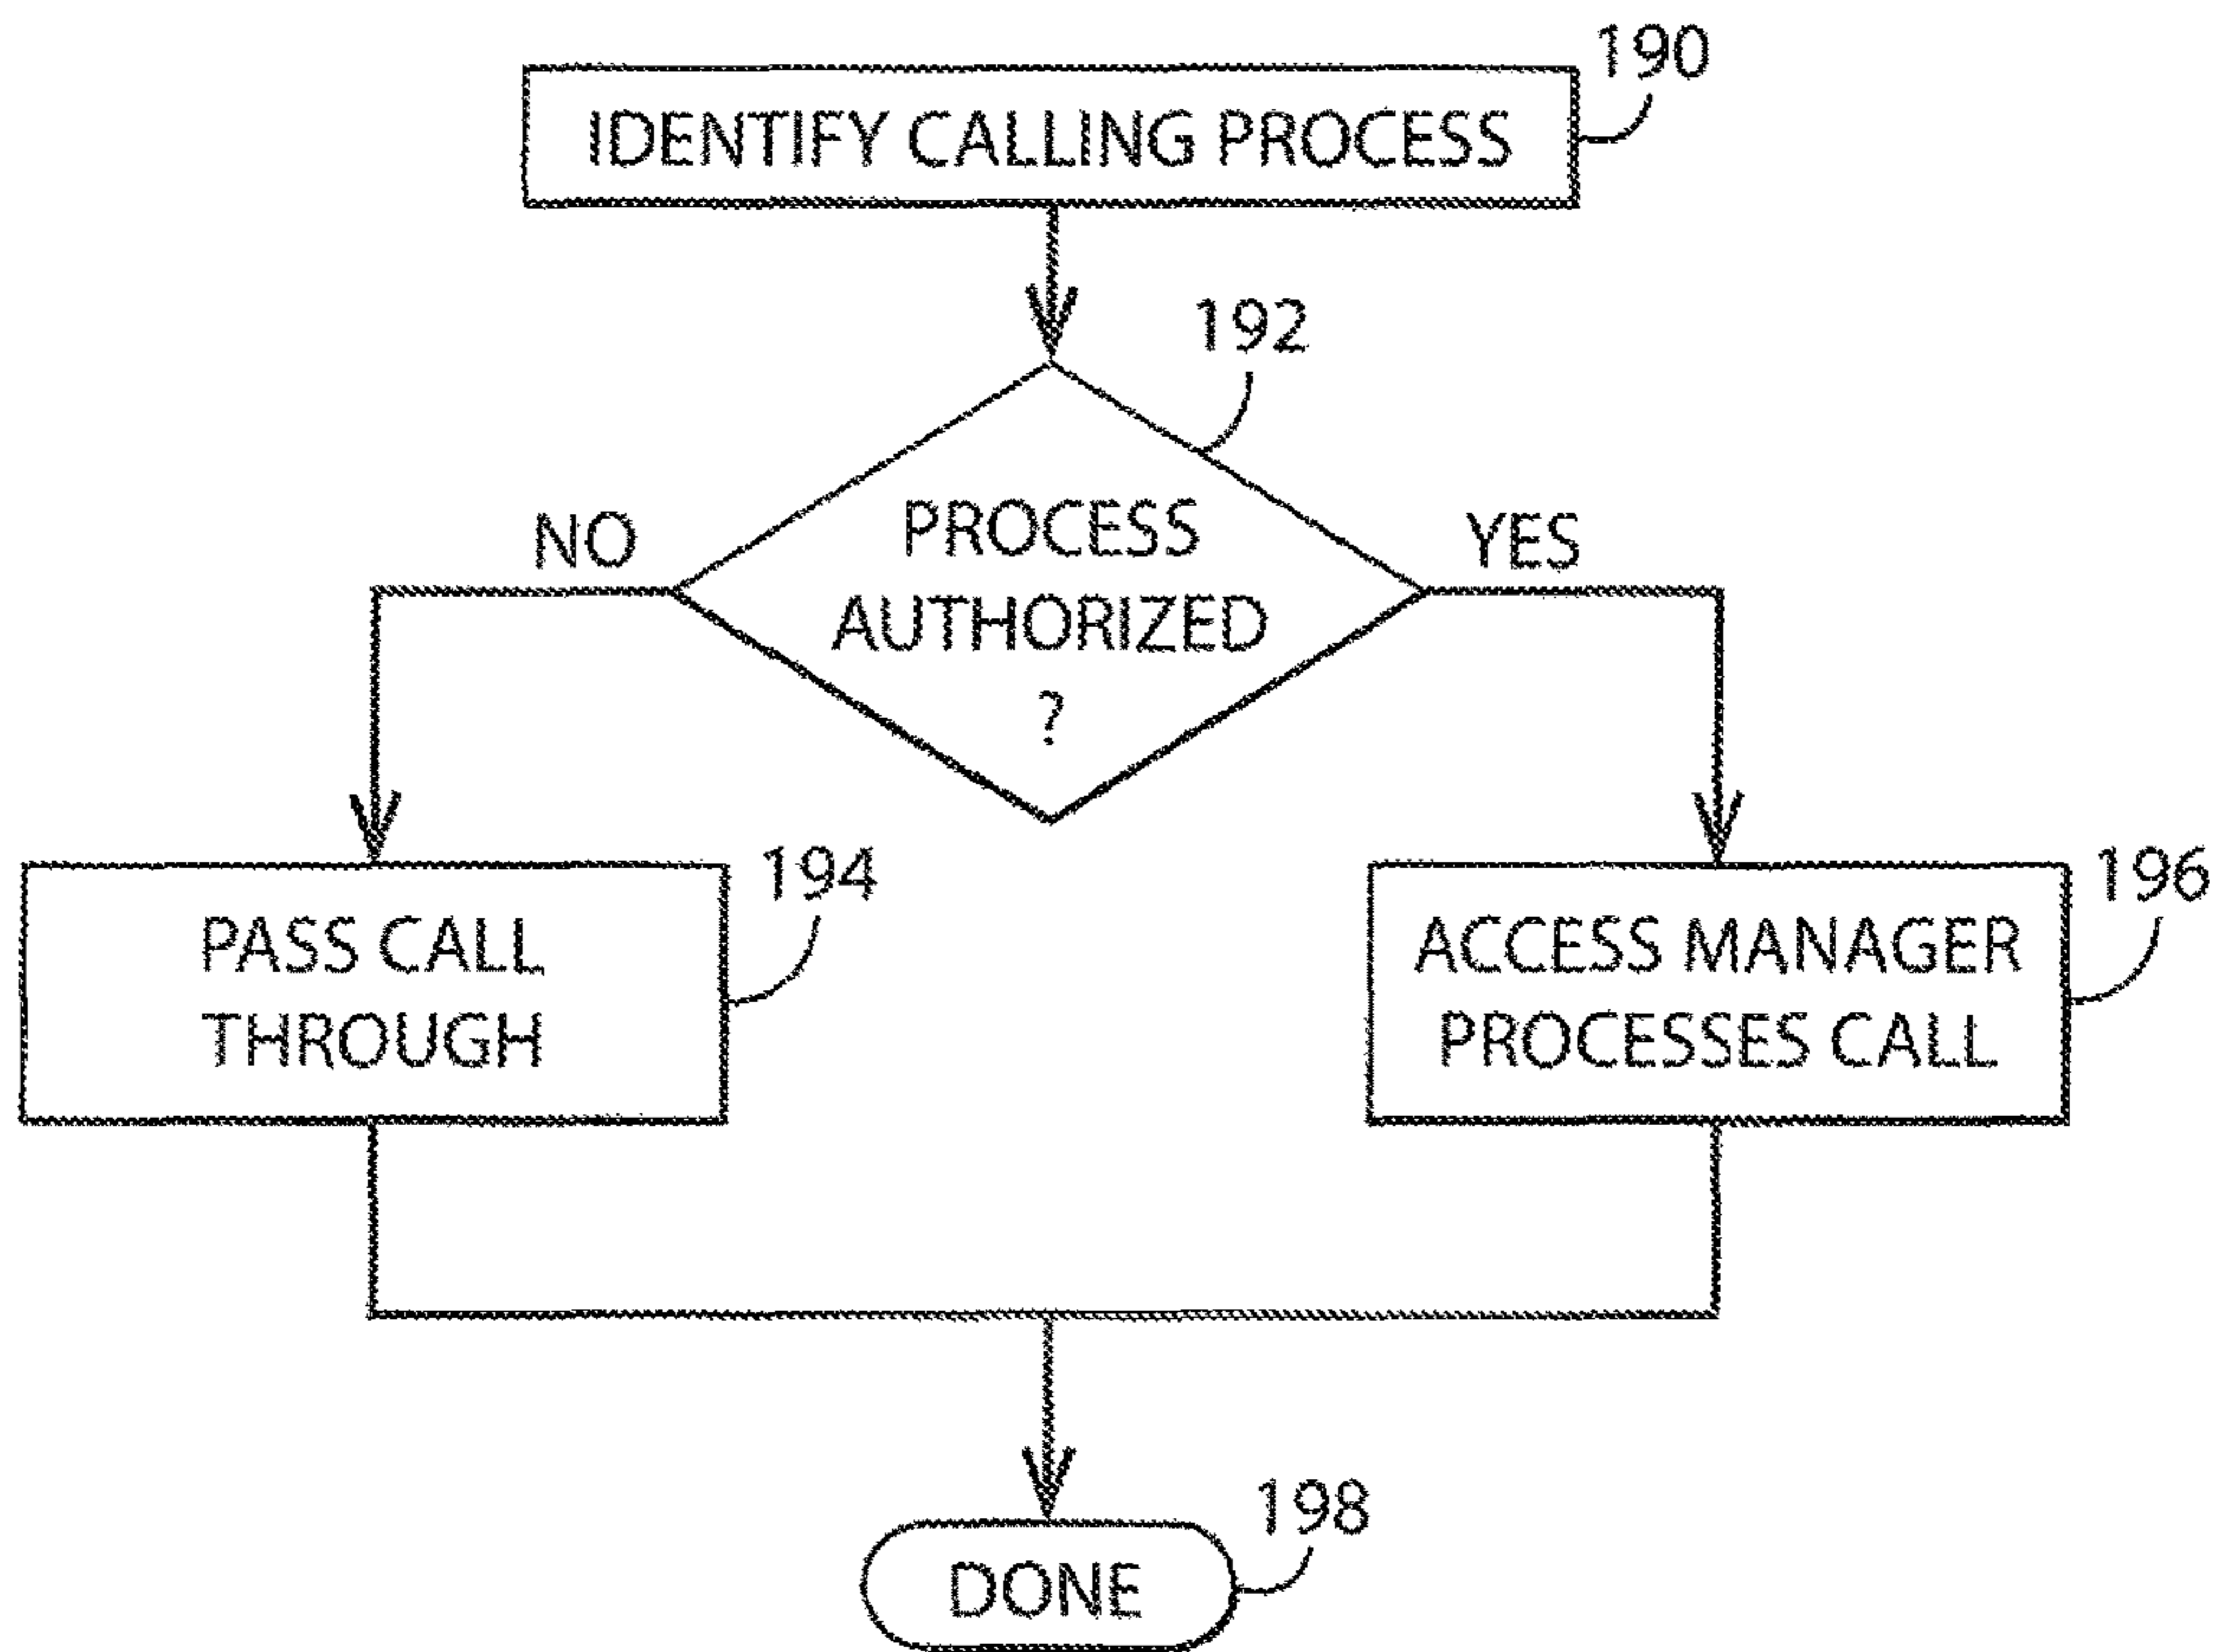 190
IDENTIFY CALLING PROCESS
192
NO
PROCESS
YES
AUTHORIZED
?
194
196
PASS CALL
THROUGH
ACCESS MANAGER
PROCESSES CALL
198
DONE